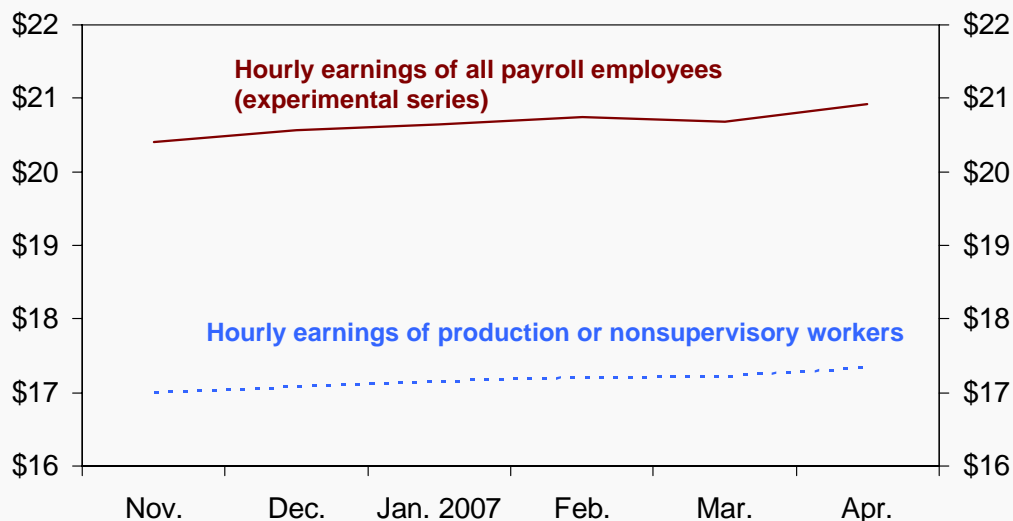 $22 $22
Hourly earnings of all payroll employees
(experimental series)
$21 $21
$20 $20
$19 $19
$18 $18
Hourly earnings of production or nonsupervisory workers
$17 $17
$16 $16
Nov. Dec. Jan. 2007 Feb. Mar. Apr.